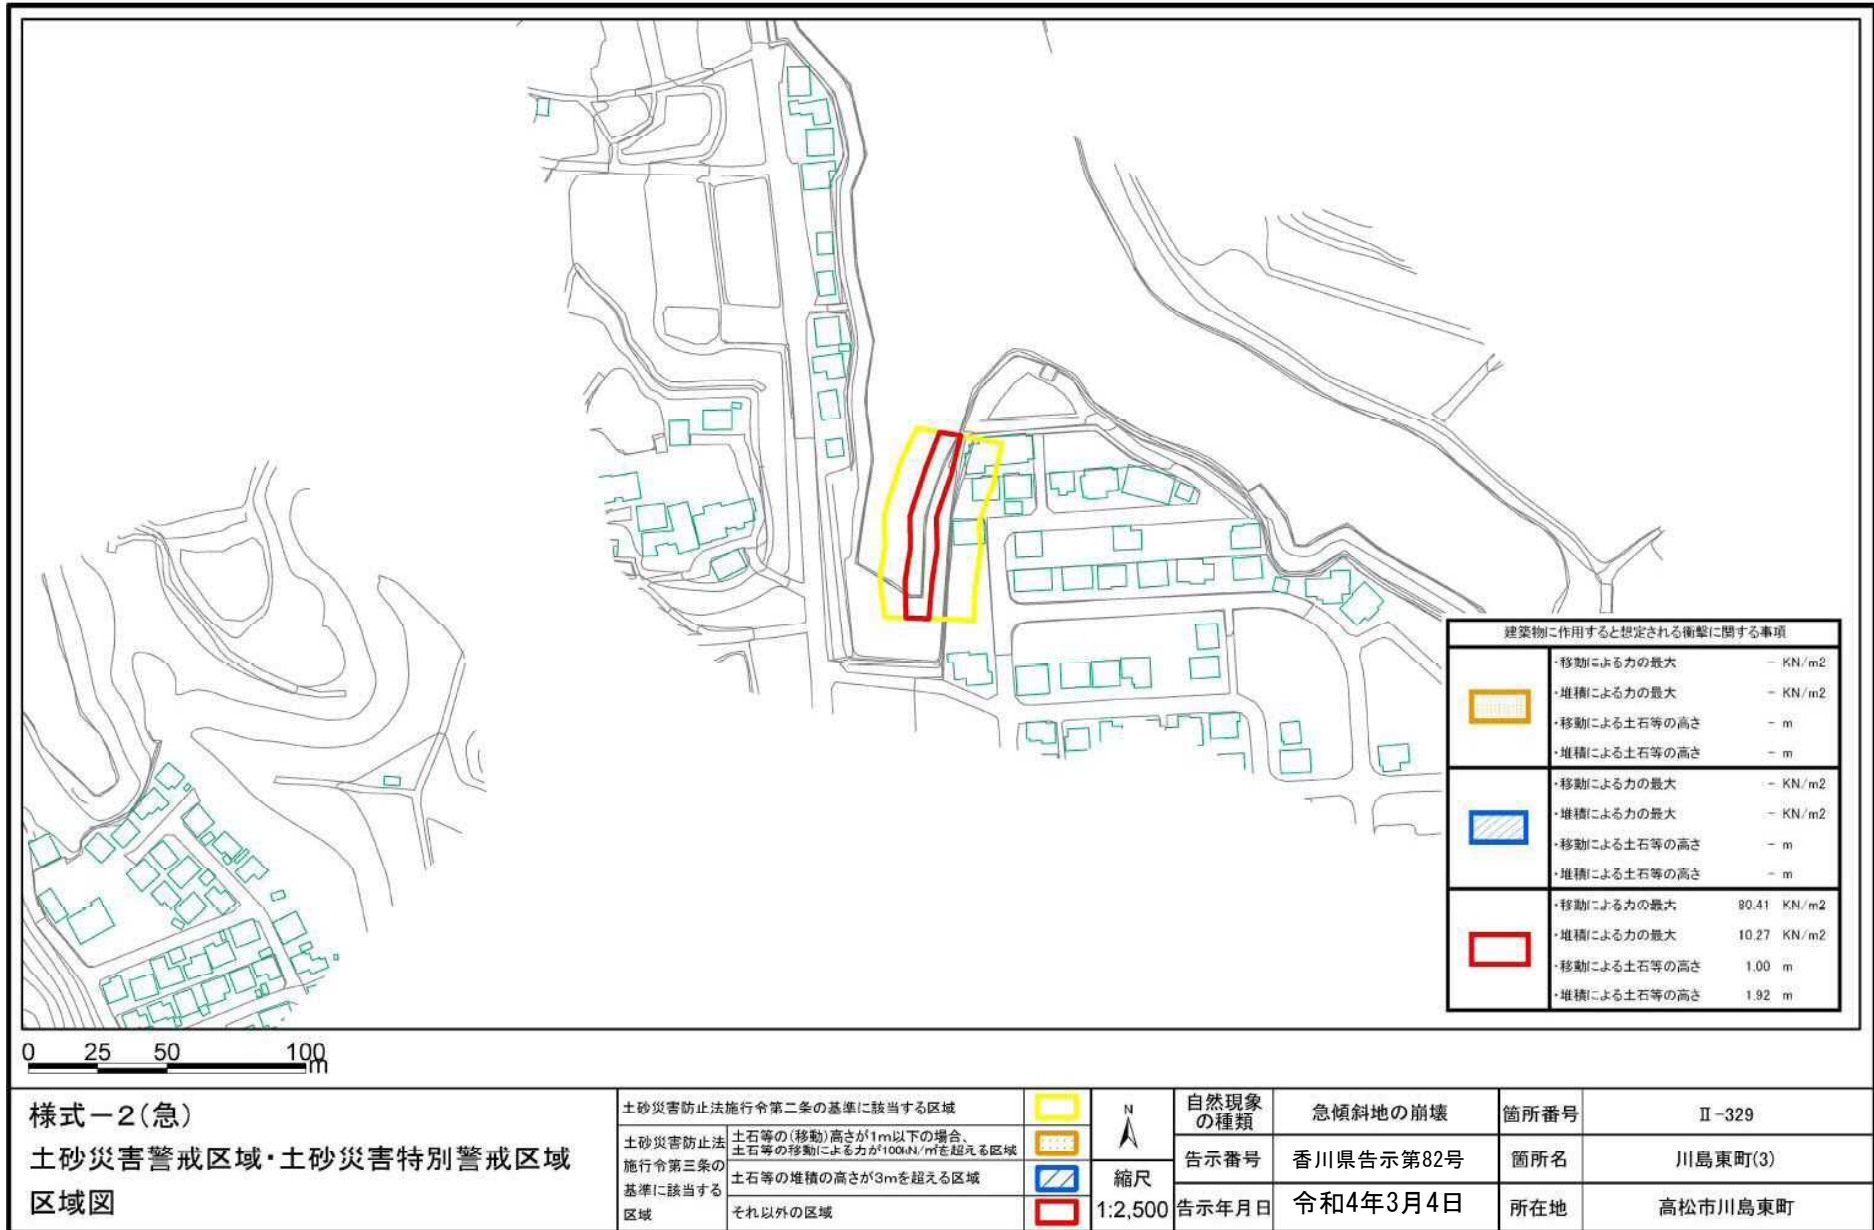 建築物に作用すると想定される衝撃に関する事項
・移動による力の最大 － KN/m2
・堆積による力の最大 － KN/m2
・移動による土石等の高さ － m
・堆積による土石等の高さ － m
・移動による力の最大 － KN/m2
・堆積による力の最大 － KN/m2
・移動による土石等の高さ － m
・堆積による土石等の高さ － m
・移動による力の最大 80.41 KN/m2
・堆積による力の最大 10.27 KN/m2
・移動による土石等の高さ 1.00 m
・堆積による土石等の高さ 1.92 m
0 25 50 100
m
様式－2(急)
土砂災害警戒区域・土砂災害特別警戒区域
区域図
土砂災害防止法施行令第二条の基準に該当する区域
土砂災害防止法
施行令第三条の
基準に該当する
区域
土石等の(移動)高さが1m以下の場合、
土石等の移動による力が100kN/㎡を超える区域
土石等の堆積の高さが3mを超える区域
それ以外の区域
N
縮尺
1:2,500
自然現象
の種類
急傾斜地の崩壊
箇所番号
Ⅱ-329
告示番号
香川県告示第82号
箇所名
川島東町(3)
告示年月日
令和4年3月4日
所在地
高松市川島東町